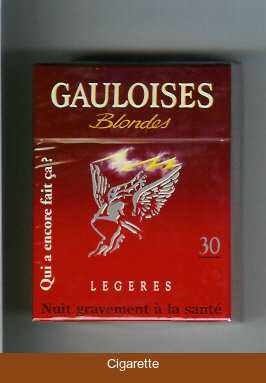 GAULOISES
Blondes
Qui a encore fait ça?
30
LEGERES
Nuit gravement à la santé
Cigarette